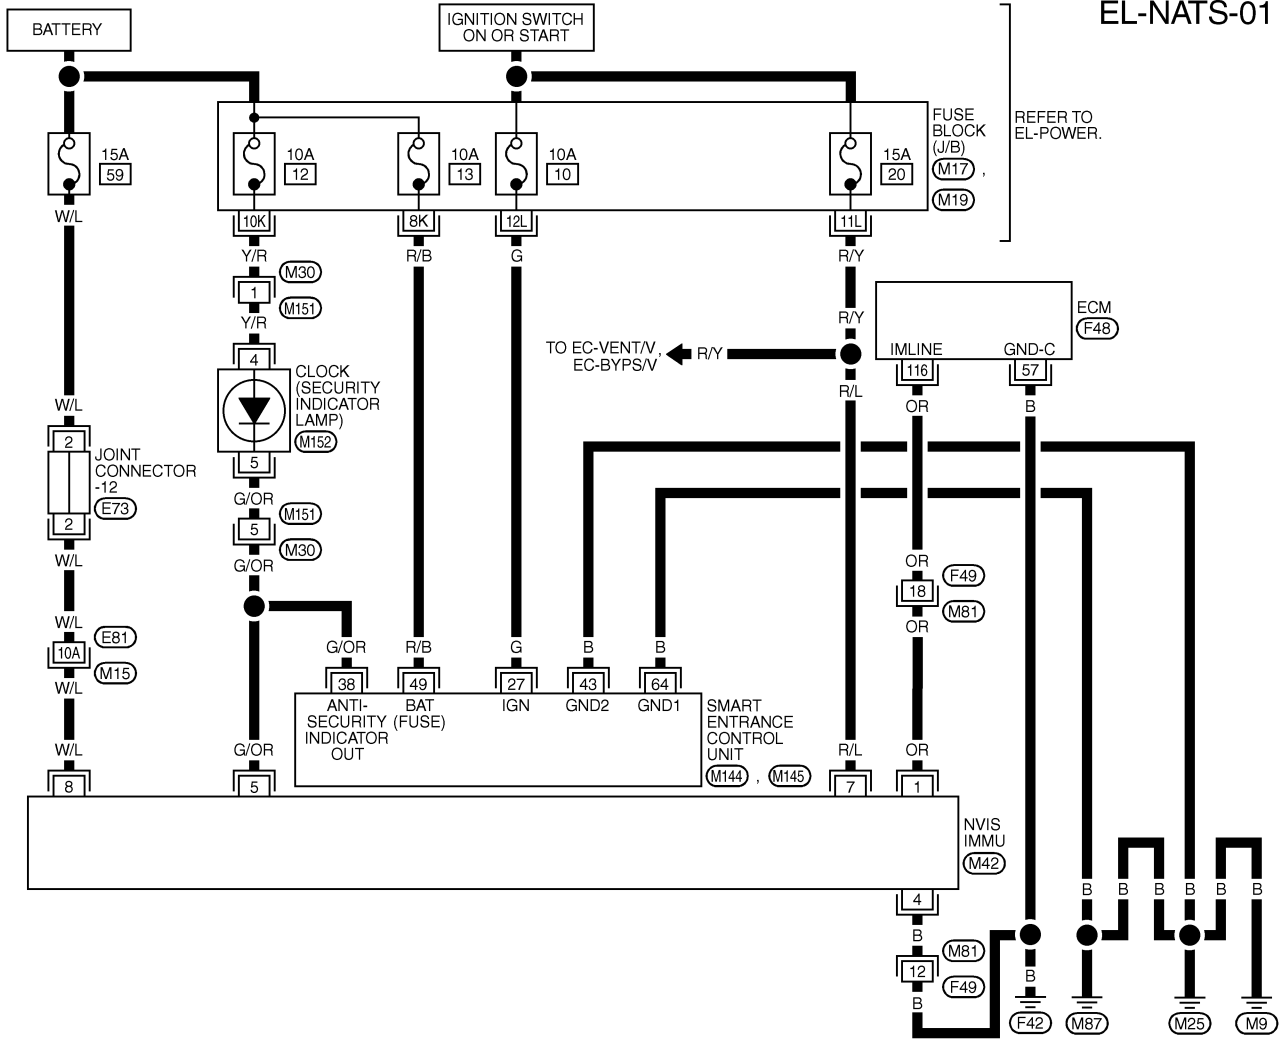 EL-NATS-01
BATTERY
IGNITION SWITCH
ON OR START
REFER TO
EL-POWER.
FUSE
BLOCK
(J/B)
M17 ,
M19
15A
59
10A
12
10A
13
10A
10
15A
20
W/L
10K
8K
12L
11L
Y/R
R/B
G
R/Y
M30
1
M151
Y/R
R/Y
ECM
F48
IMLINE
GND-C
116
57
TO EC-VENT/V,
EC-BYPS/V
R/Y
R/L
OR
B
4
CLOCK
(SECURITY
INDICATOR
LAMP)
M152
5
W/L
2
JOINT
CONNECTOR
-12
E73
2
G/OR
M151
5
M30
G/OR
W/L
OR
F49
18
M81
OR
W/L
E81
10A
M15
W/L
G/OR
R/B
G
B
B
38
49
27
43
64
ANTI-
SECURITY
INDICATOR
OUT
BAT
(FUSE)
IGN
GND2
GND1
SMART
ENTRANCE
CONTROL
UNIT
M144 , M145
W/L
G/OR
R/L
OR
8
5
7
1
NVIS
IMMU
M42
4
B
M81
12
F49
B
B
B
B
B
B
B
B
F42
M87
M25
M9